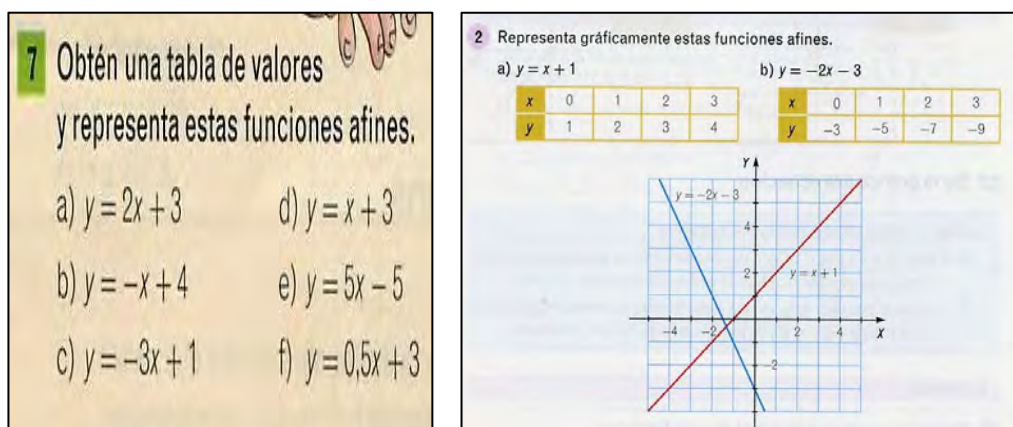 7 Obtén una tabla de valores
y representa estas funciones afines.
a) y = 2x + 3 d) y = x + 3
b) y = −x + 4 e) y = 5x − 5
c) y = −3x + 1 f) y = 0,5x + 3
2 Representa gráficamente estas funciones afines.
a) y = x + 1 b) y = −2x − 3
x 0 1 2 3 x 0 1 2 3
y 1 2 3 4 y −3 −5 −7 −9
Y
y = −2x − 3
4
2 y = x + 1
−4 −2 2 4 X
−2